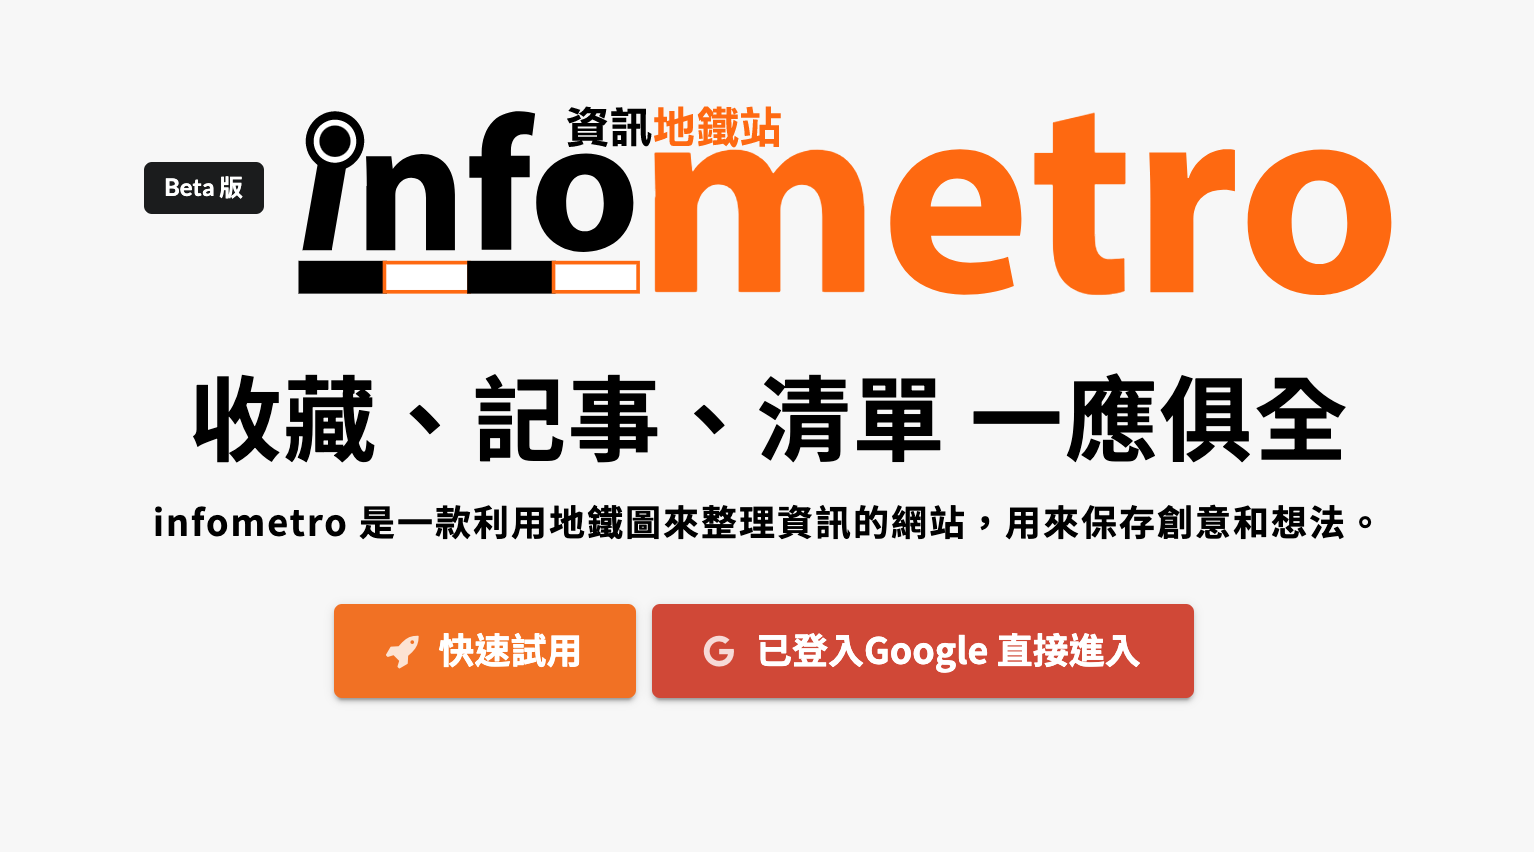 資訊地鐵站
Beta 版
infometro
收藏、記事、清單 一應俱全
infometro 是一款利用地鐵圖來整理資訊的網站，用來保存創意和想法。
快速試用
已登入Google 直接進入